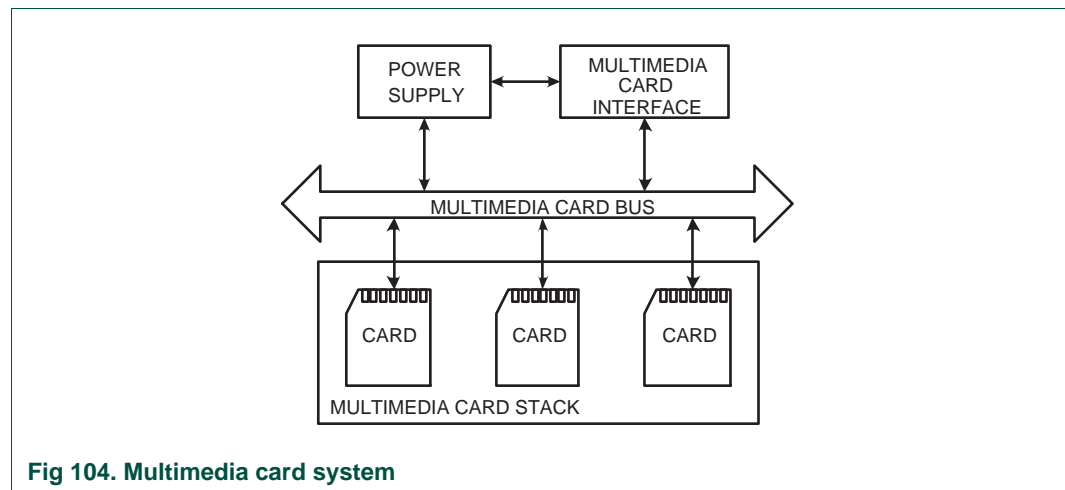 POWER
SUPPLY
MULTIMEDIA
CARD
INTERFACE
MULTIMEDIA CARD BUS
CARD
CARD
CARD
MULTIMEDIA CARD STACK
Fig 104. Multimedia card system